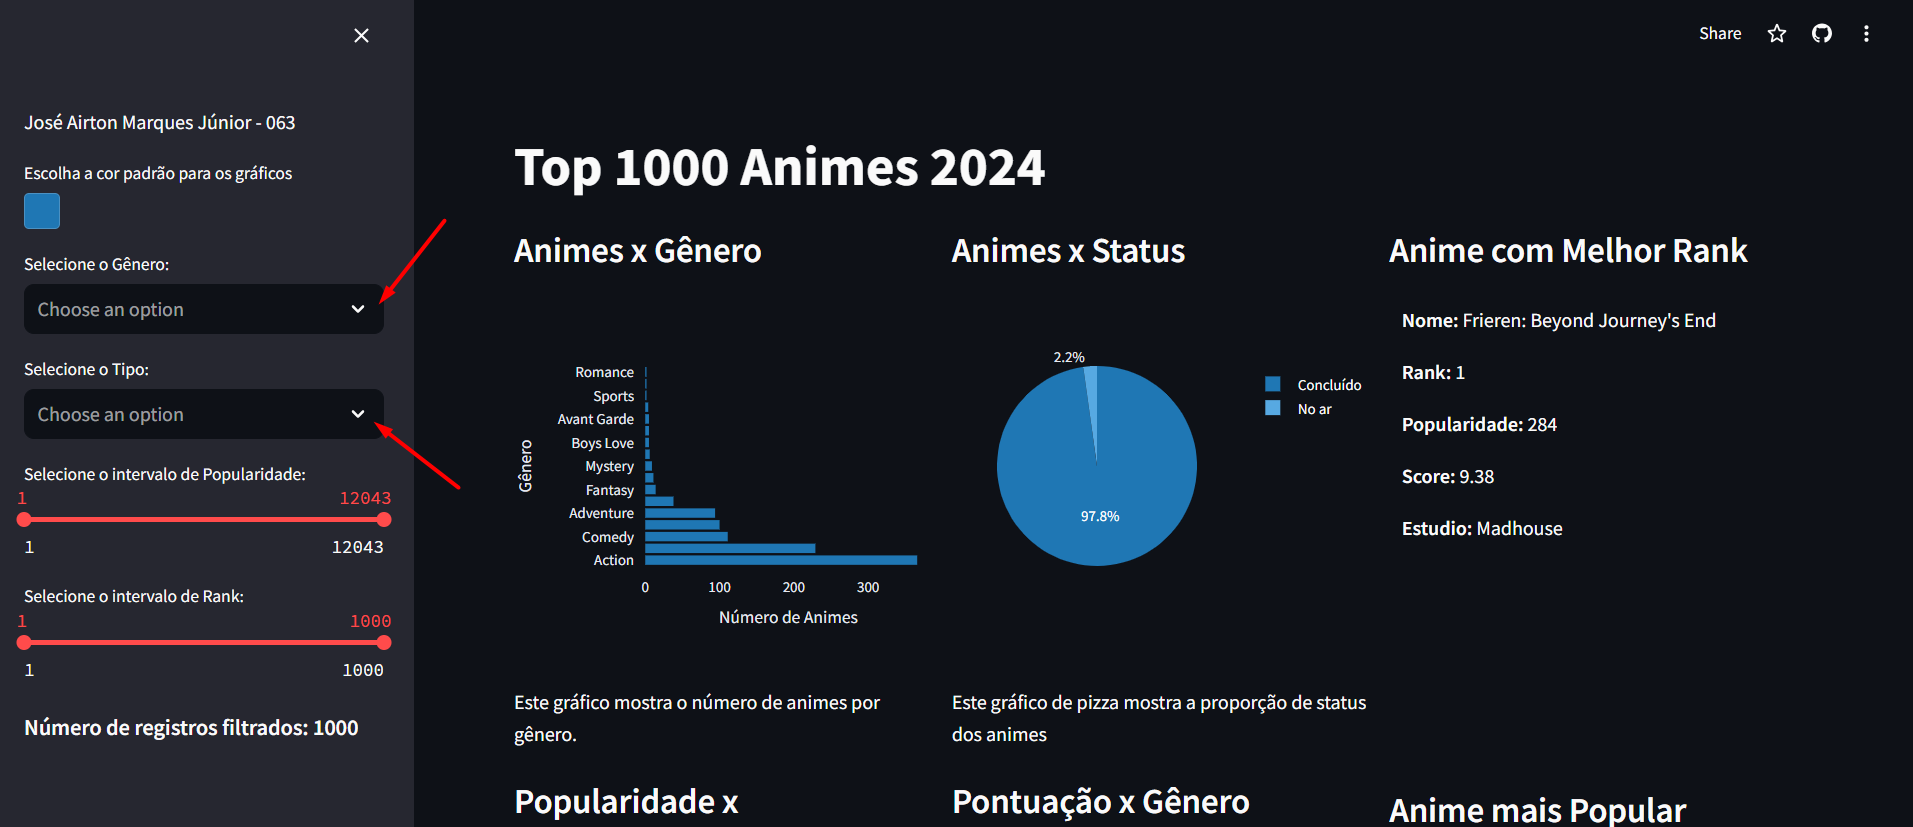 José Airton Marques Júnior - 063
Escolha a cor padrão para os gráficos
Selecione o Gênero:
Choose an option
Selecione o Tipo:
Choose an option
Selecione o intervalo de Popularidade:
1 12043
1 12043
Selecione o intervalo de Rank:
1 1000
1 1000
Número de registros filtrados: 1000
Share
Top 1000 Animes 2024
Animes x Gênero
Gênero
Romance
Sports
Avant Garde
Boys Love
Mystery
Fantasy
Adventure
Comedy
Action
0 100 200 300
Número de Animes
Este gráfico mostra o número de animes por
gênero.
Animes x Status
2.2%
97.8%
Concluído
No ar
Este gráfico de pizza mostra a proporção de status
dos animes
Anime com Melhor Rank
Nome: Frieren: Beyond Journey's End
Rank: 1
Popularidade: 284
Score: 9.38
Estudio: Madhouse
Popularidade x
Pontuação x Gênero
Anime mais Popular